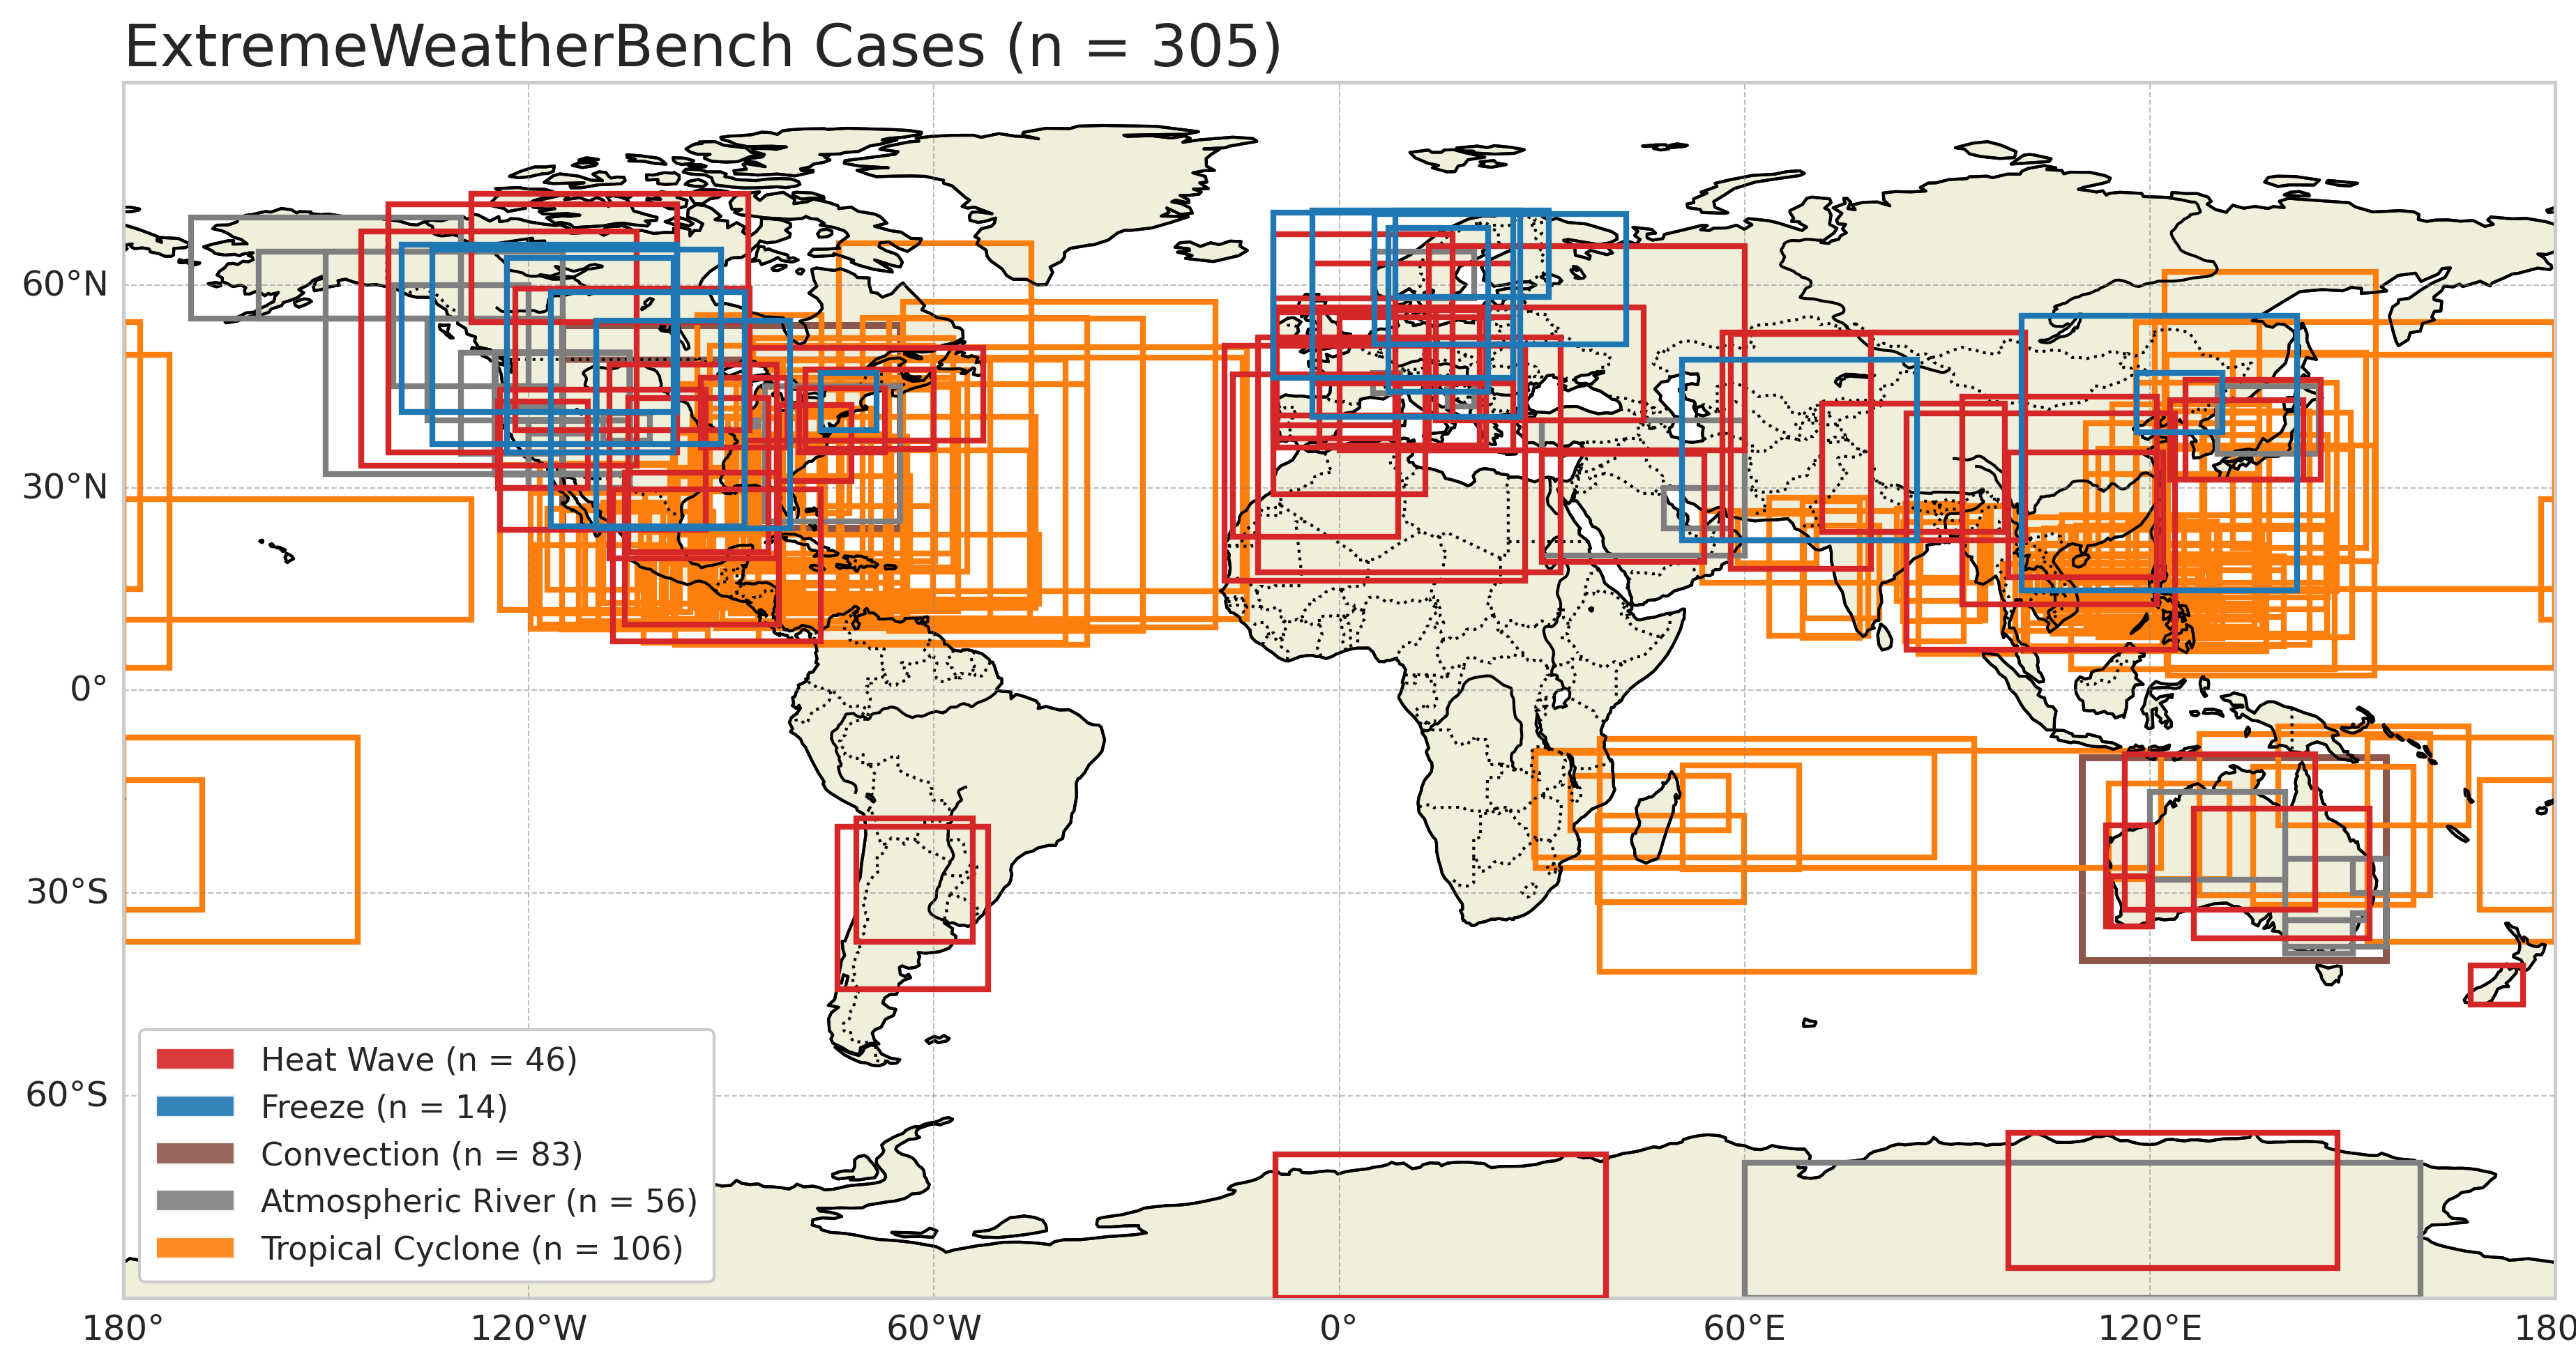 ExtremeWeatherBench Cases (n = 305)
60°N
30°N
0°
30°S
60°S
Heat Wave (n = 46)
Freeze (n = 14)
Convection (n = 83)
Atmospheric River (n = 56)
Tropical Cyclone (n = 106)
180° 120°W 60°W 0° 60°E 120°E 180